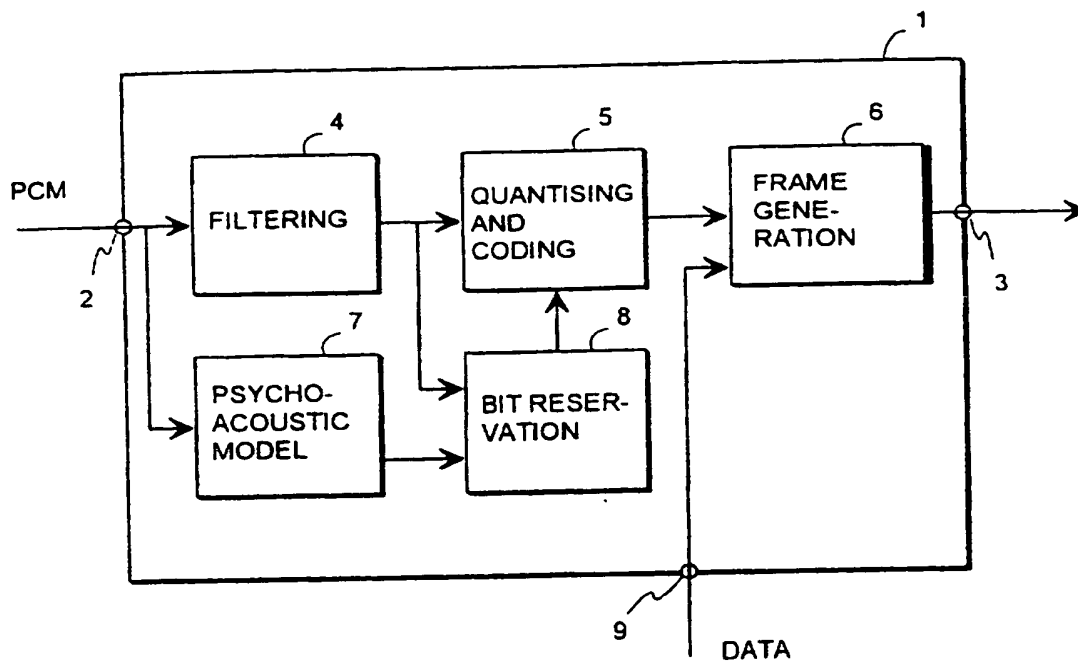 1
4
5
6
PCM
FILTERING
QUANTISING
AND
CODING
FRAME
GENE-
RATION
2
3
7
8
PSYCHO-
ACOUSTIC
MODEL
BIT RESER-
VATION
9
DATA